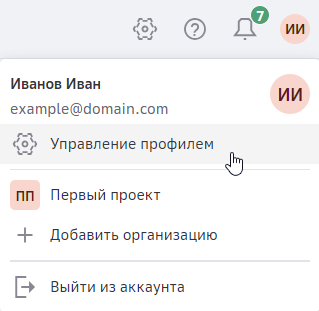 7
ИИ
Иванов Иван
example@domain.com
ИИ
Управление профилем
ПП Первый проект
Добавить организацию
Выйти из аккаунта